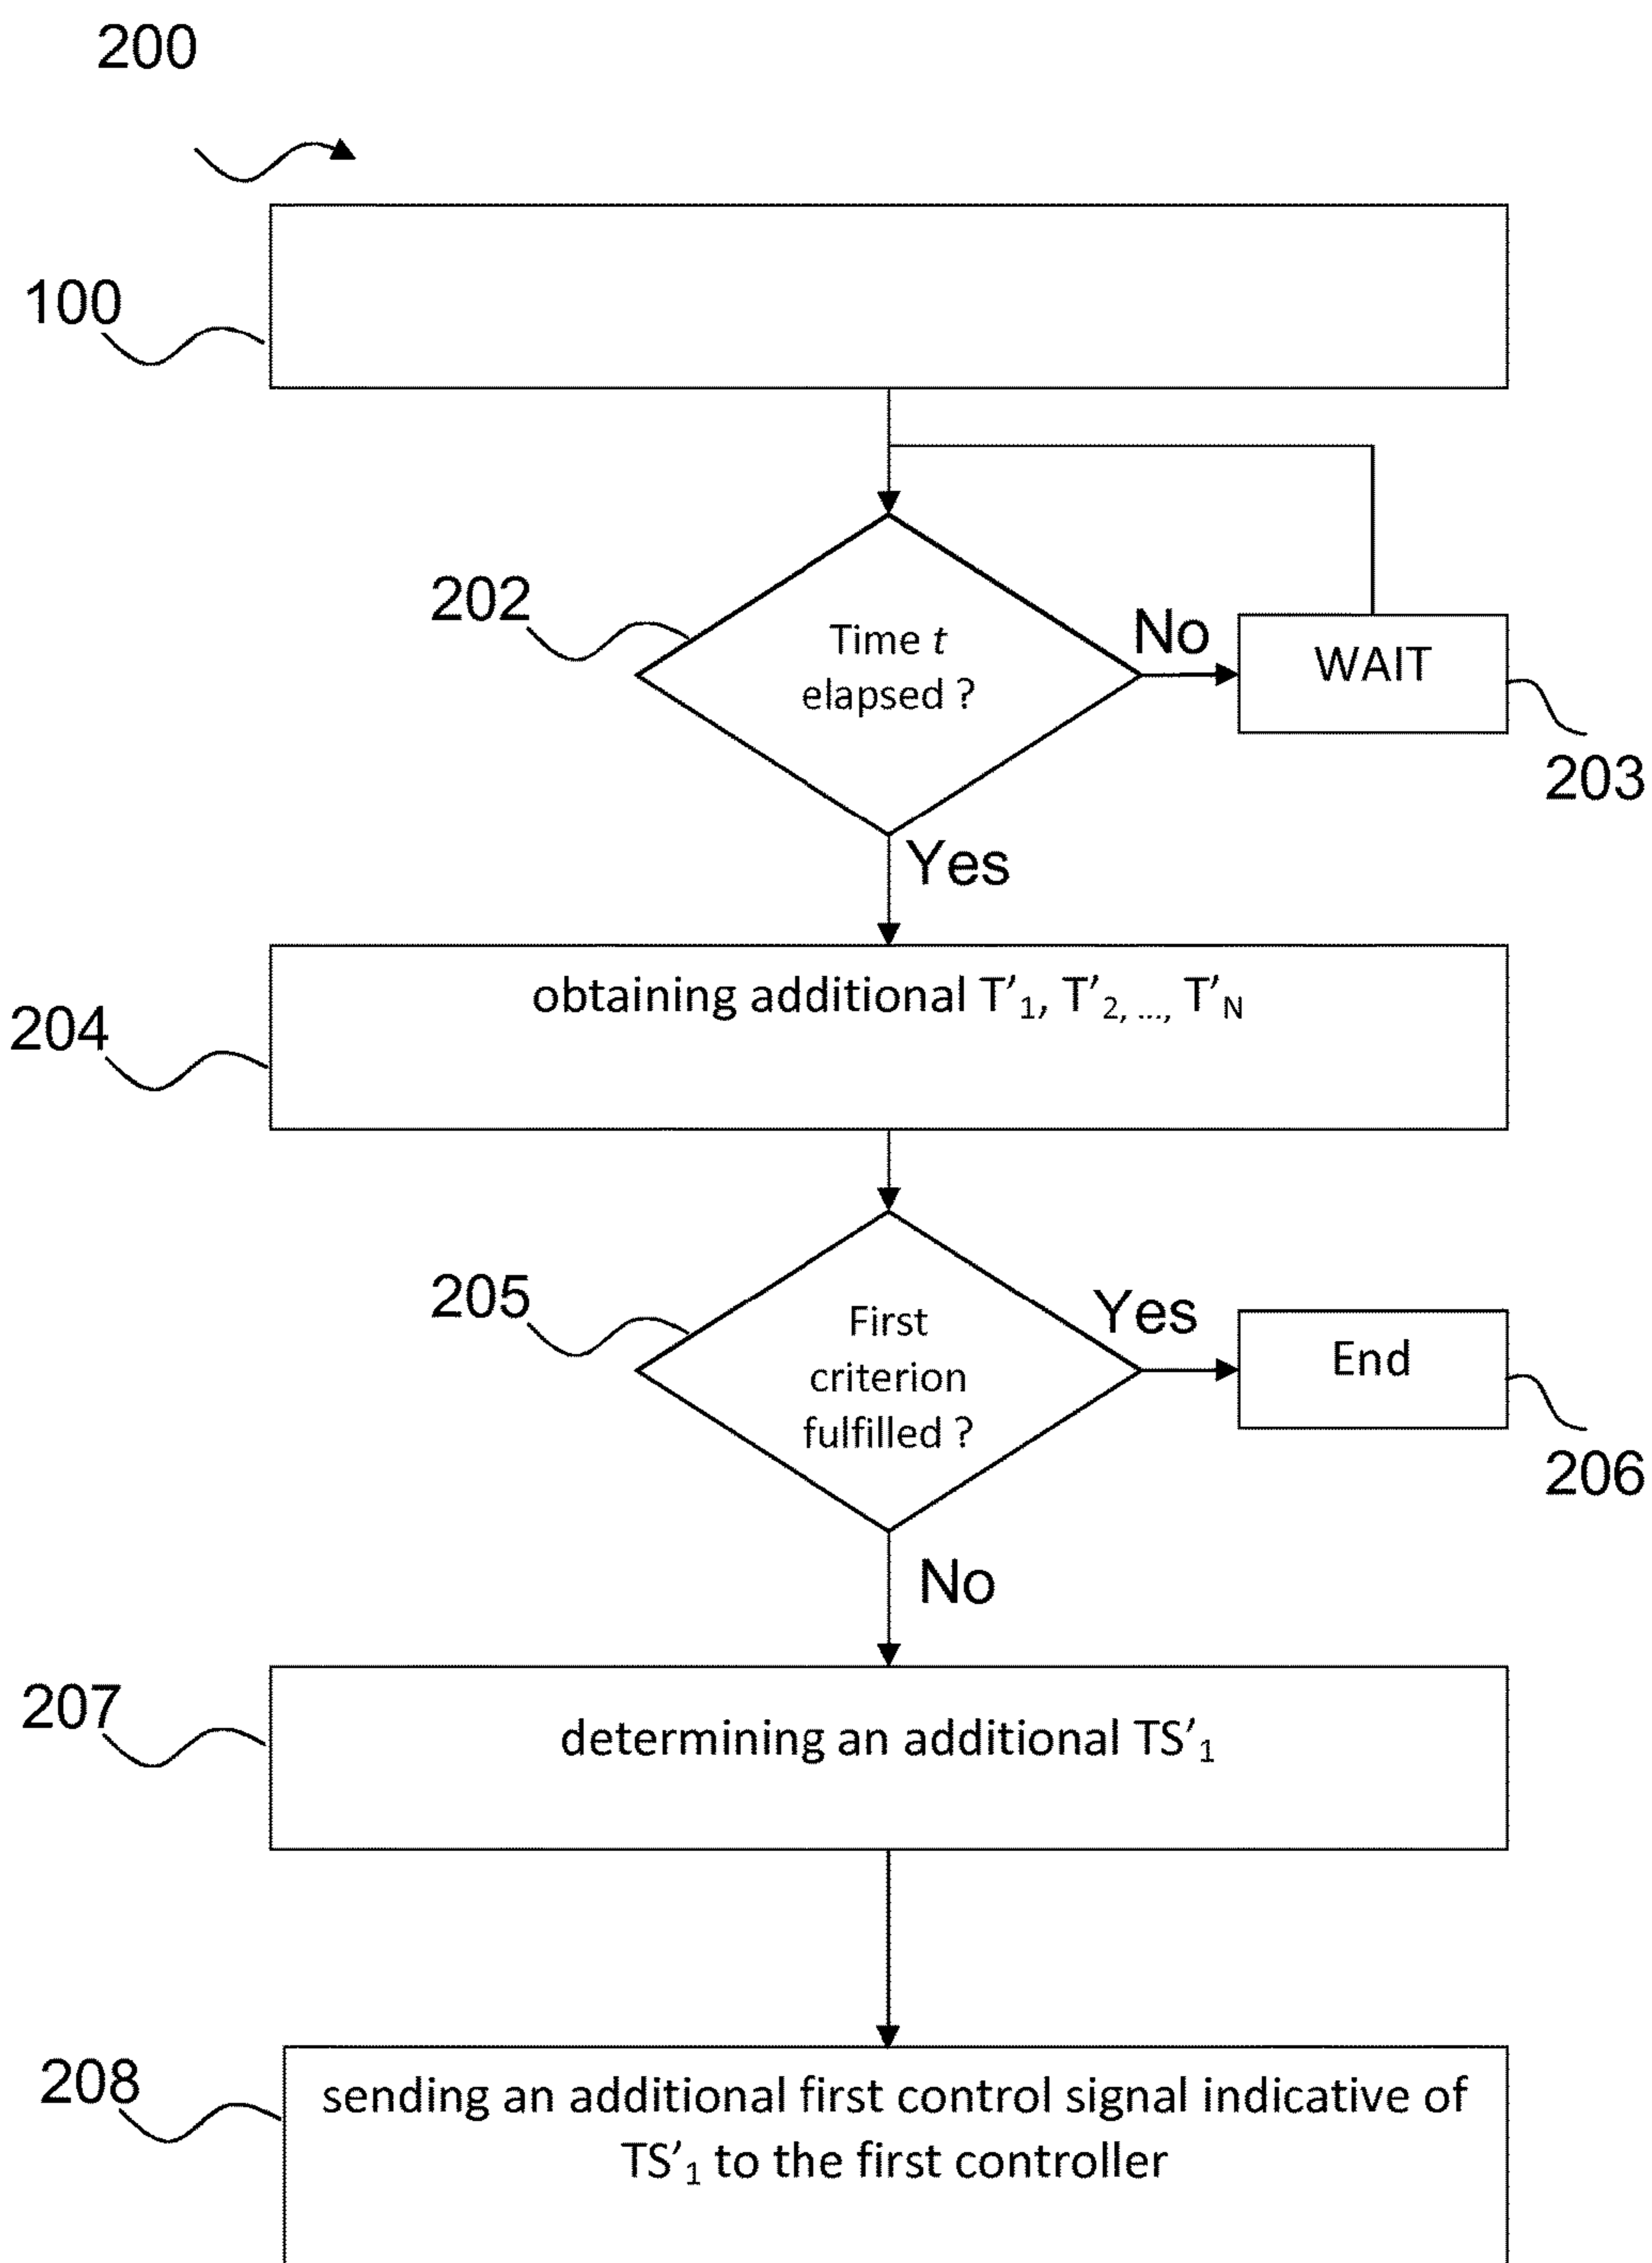 200
100
202
Time t
elapsed ?
No
WAIT
203
Yes
204
obtaining additional T’1, T’2, ..., T’N
205
First
criterion
fulfilled ?
Yes
End
206
No
207
determining an additional TS’1
208
sending an additional first control signal indicative of
TS’1 to the first controller